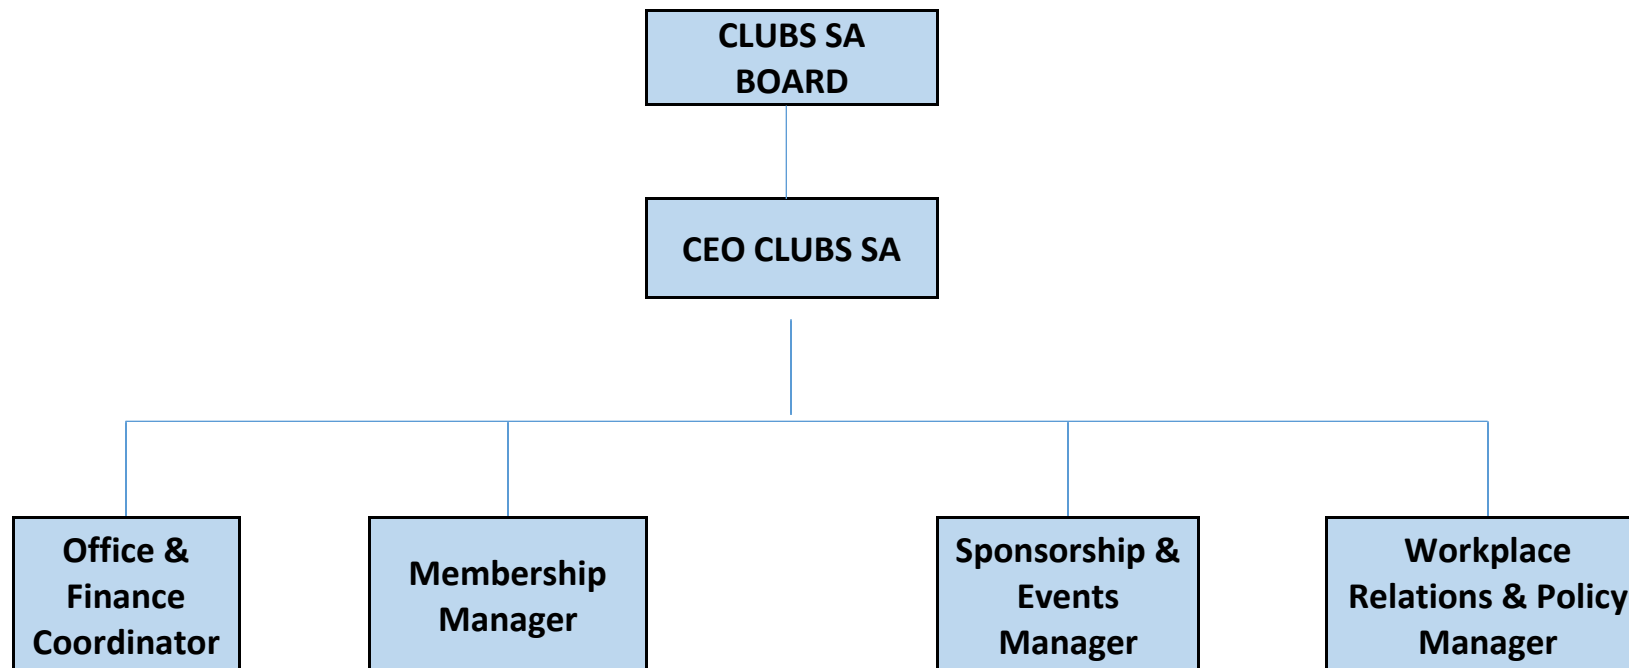 CLUBS SA
BOARD
CEO CLUBS SA
Office &
Finance
Coordinator
Membership
Manager
Sponsorship &
Events
Manager
Workplace
Relations & Policy
Manager